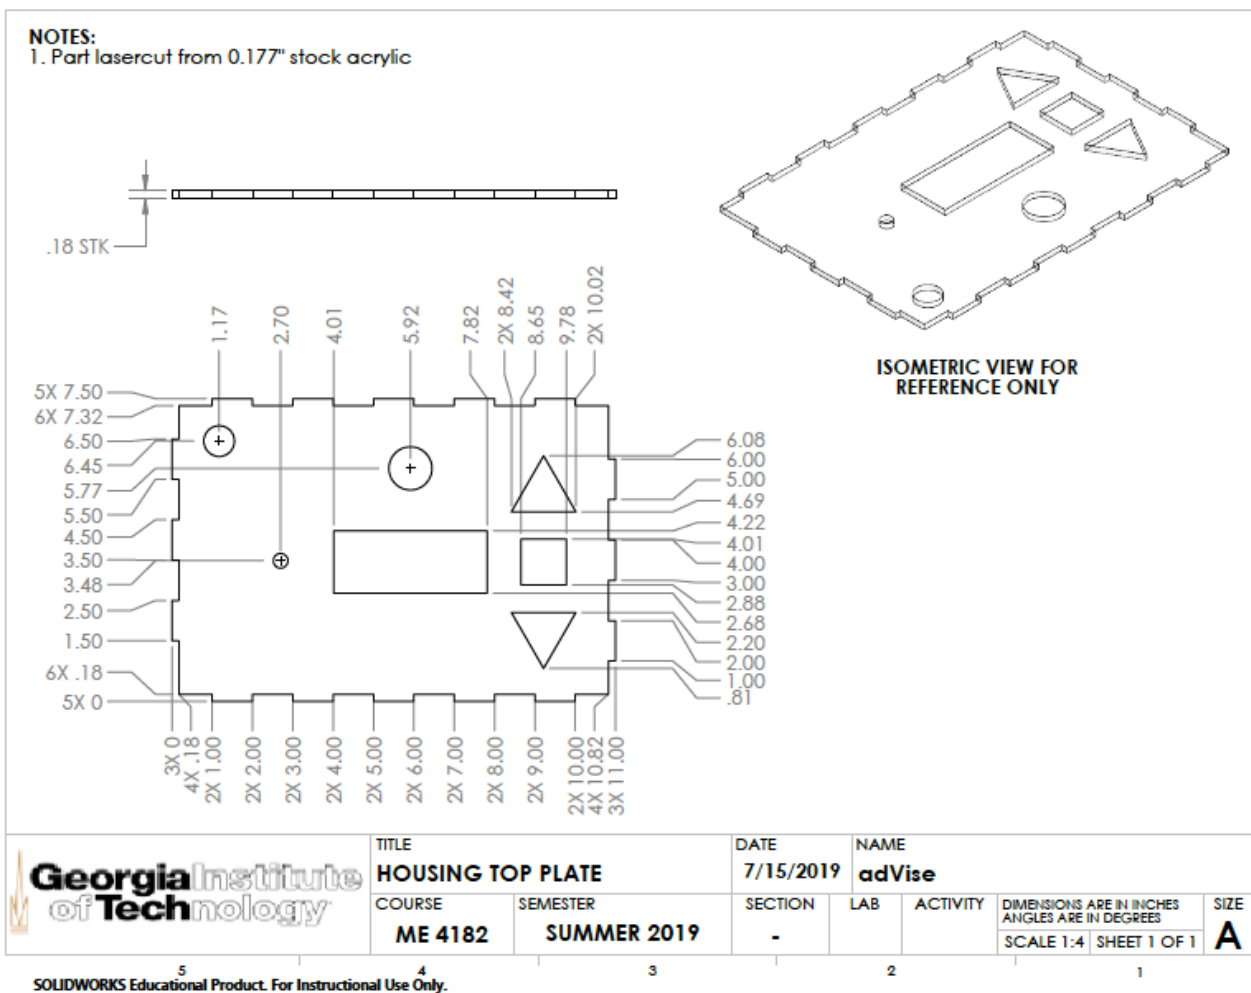 NOTES:
1. Part lasercut from 0.177" stock acrylic
.18 STK
ISOMETRIC VIEW FOR
REFERENCE ONLY
1.17
2.70
4.01
5.92
7.82
2X 8.42
8.65
9.78
2X 10.02
5X 7.50
6X 7.32
6.50
6.45
5.77
5.50
4.50
3.50
3.48
2.50
1.50
6X .18
5X 0
6.08
6.00
5.00
4.69
4.22
4.01
4.00
3.00
2.88
2.68
2.20
2.00
1.00
.81
3X 0
4X .18
2X 1.00
2X 2.00
2X 3.00
2X 4.00
2X 5.00
2X 6.00
2X 7.00
2X 8.00
2X 9.00
2X 10.00
4X 10.82
3X 11.00
Georgia Institute
of Technology
TITLE
HOUSING TOP PLATE
DATE
7/15/2019
NAME
adVise
COURSE
ME 4182
SEMESTER
SUMMER 2019
SECTION
-
LAB
ACTIVITY
DIMENSIONS ARE IN INCHES
ANGLES ARE IN DEGREES
SCALE 1:4
SHEET 1 OF 1
SIZE
A
5
4
3
2
1
SOLIDWORKS Educational Product. For Instructional Use Only.